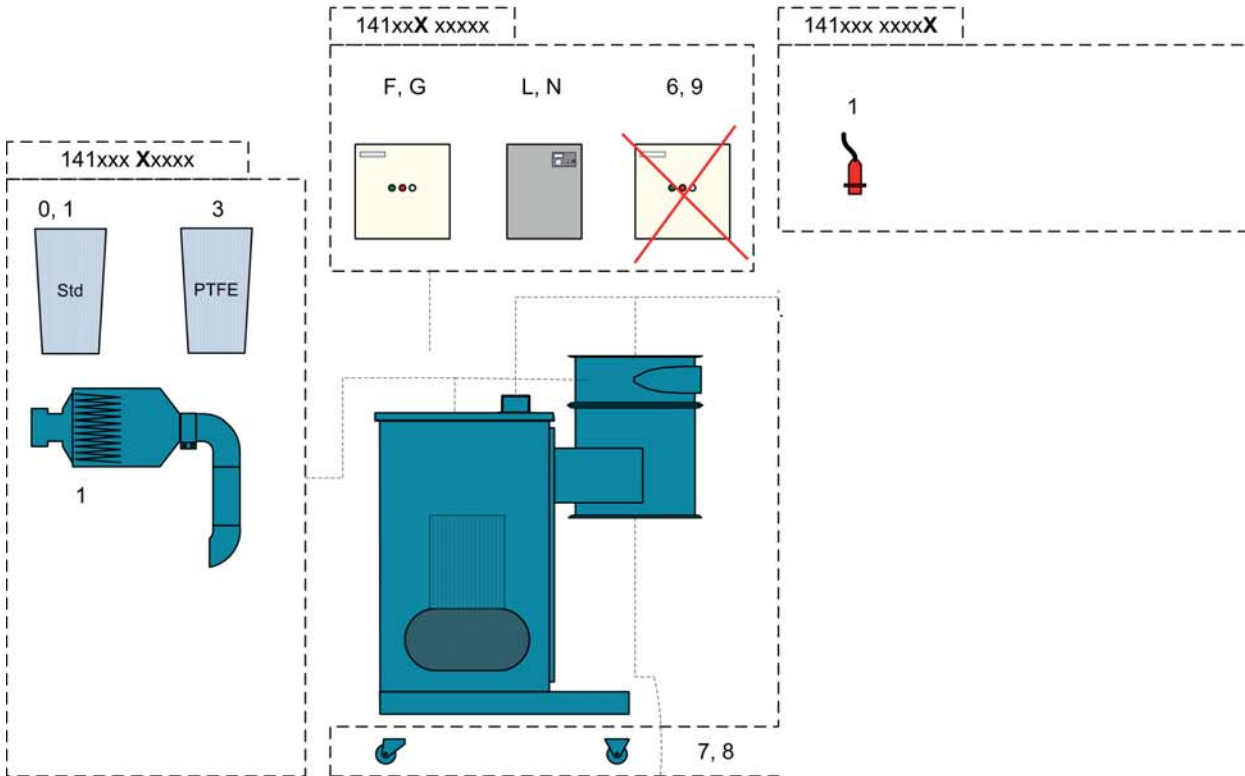 141xxX xxxxx
141xxx xxxxX
F, G
L, N
6, 9
1
141xxx Xxxxx
0, 1
3
Std
PTFE
1
7, 8